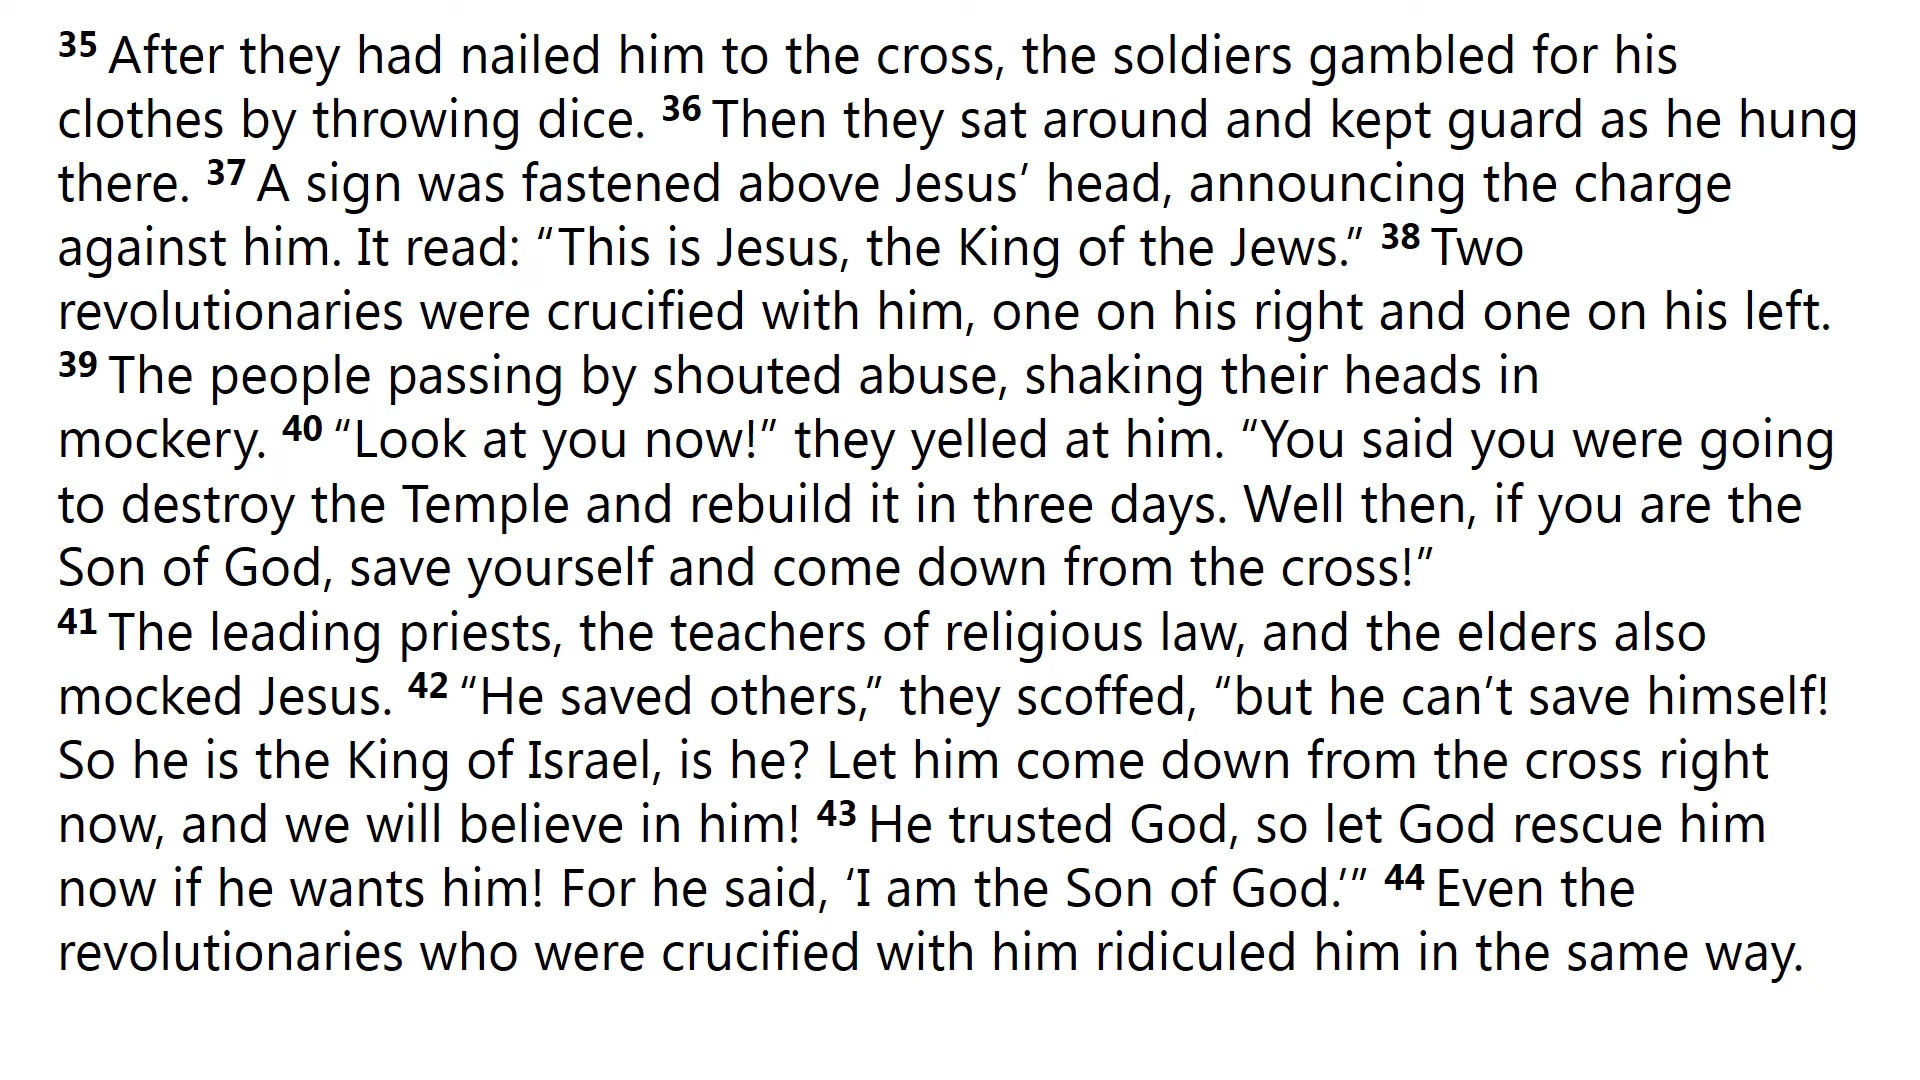 35 After they had nailed him to the cross, the soldiers gambled for his
clothes by throwing dice. 36 Then they sat around and kept guard as he hung
there. 37 A sign was fastened above Jesus’ head, announcing the charge
against him. It read: “This is Jesus, the King of the Jews.” 38 Two
revolutionaries were crucified with him, one on his right and one on his left.
39 The people passing by shouted abuse, shaking their heads in
mockery. 40 “Look at you now!” they yelled at him. “You said you were going
to destroy the Temple and rebuild it in three days. Well then, if you are the
Son of God, save yourself and come down from the cross!”
41 The leading priests, the teachers of religious law, and the elders also
mocked Jesus. 42 “He saved others,” they scoffed, “but he can’t save himself!
So he is the King of Israel, is he? Let him come down from the cross right
now, and we will believe in him! 43 He trusted God, so let God rescue him
now if he wants him! For he said, ‘I am the Son of God.’” 44 Even the
revolutionaries who were crucified with him ridiculed him in the same way.